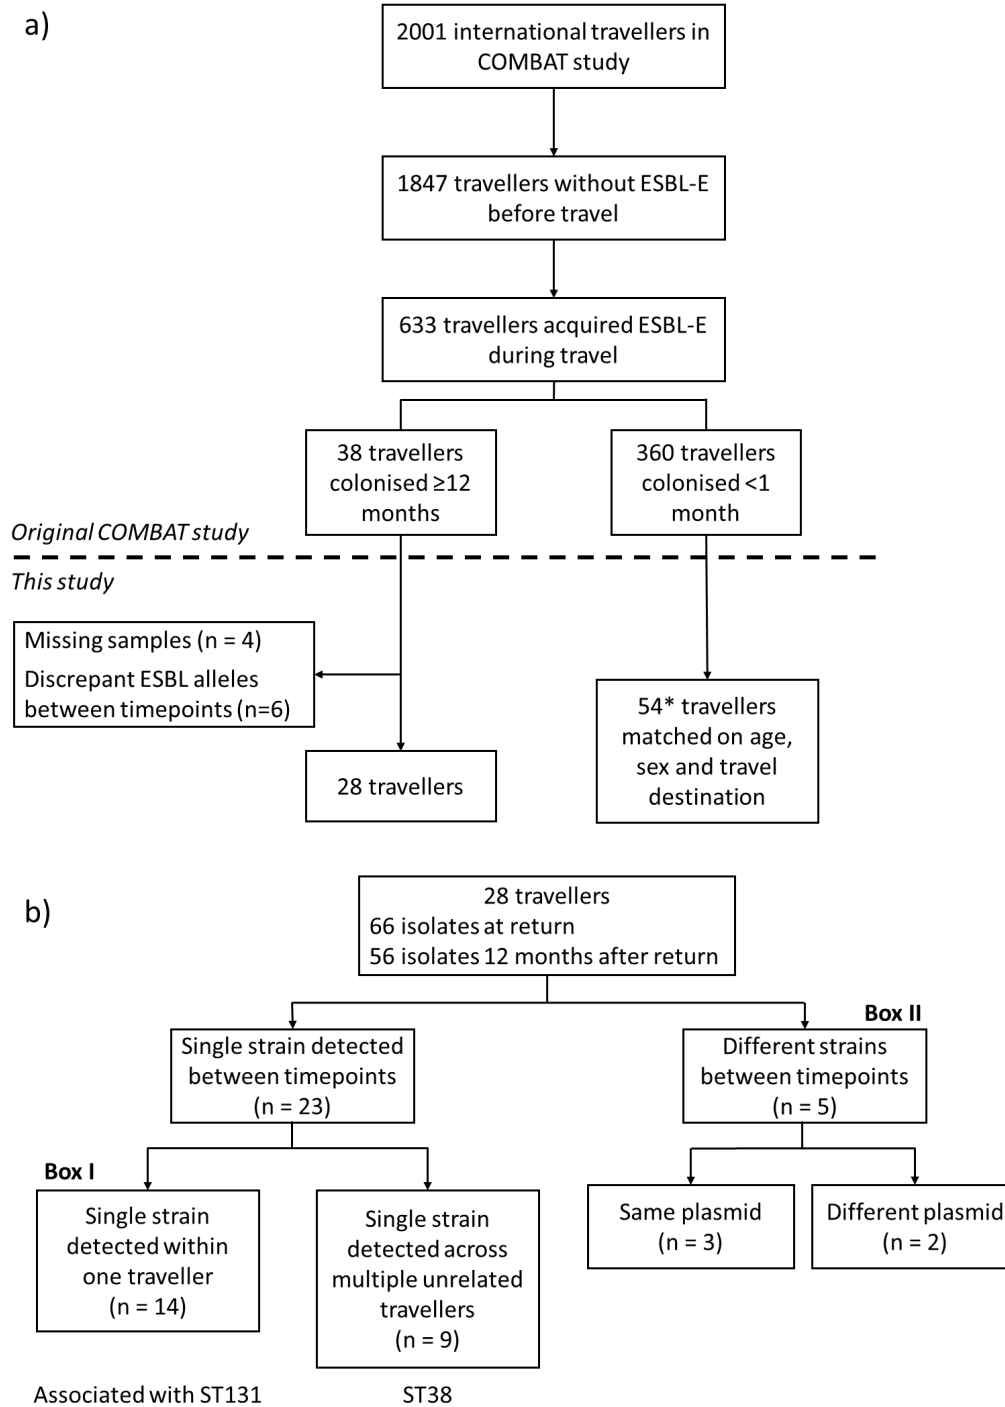 a)
2001 international travellers in
COMBAT study
1847 travellers without ESBL-E
before travel
633 travellers acquired ESBL-E
during travel
38 travellers
colonised ≥12
months
360 travellers
colonised <1
month
Original COMBAT study
This study
Missing samples (n = 4)
Discrepant ESBL alleles
between timepoints (n=6)
28 travellers
54* travellers
matched on age,
sex and travel
destination
b)
28 travellers
66 isolates at return
56 isolates 12 months after return
Single strain detected
between timepoints
(n = 23)
Box II
Different strains
between timepoints
(n = 5)
Box I
Single strain
detected within
one traveller
(n = 14)
Single strain
detected across
multiple unrelated
travellers
(n = 9)
Same plasmid
(n = 3)
Different plasmid
(n = 2)
Associated with ST131
ST38